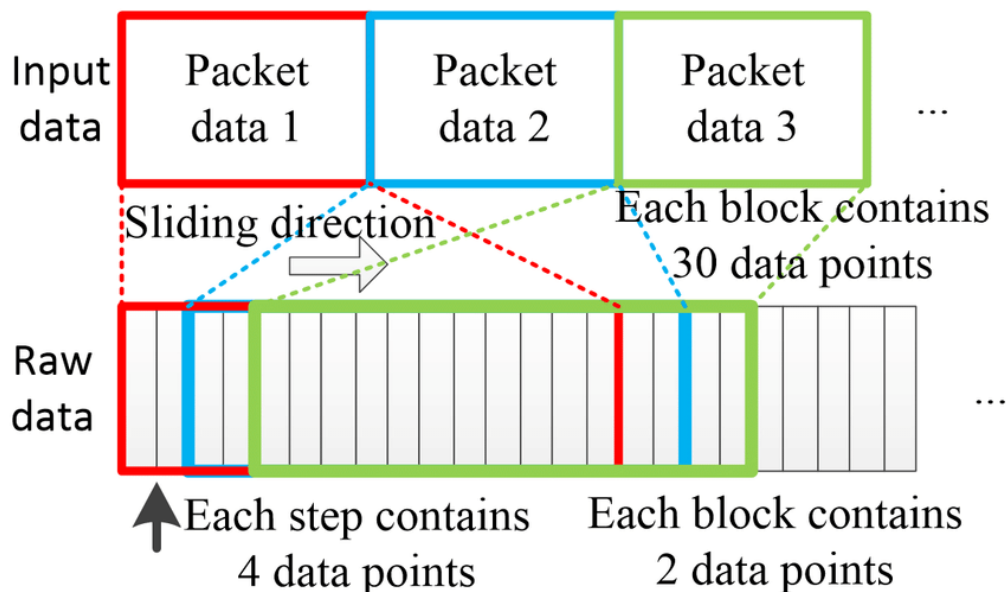 Input
data
Packet
data 1
Packet
data 2
Packet
data 3
...
Sliding direction
Each block contains
30 data points
Raw
data
...
Each step contains
4 data points
Each block contains
2 data points